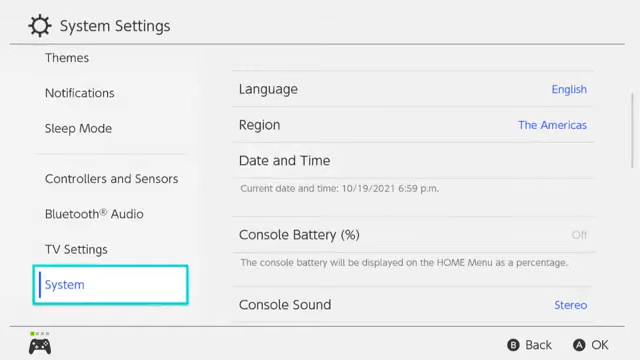 System Settings
Themes
Notifications
Sleep Mode
Controllers and Sensors
Bluetooth® Audio
TV Settings
System
Language English
Region The Americas
Date and Time
Current date and time: 10/19/2021 6:59 p.m.
Console Battery (%) Off
The console battery will be displayed on the HOME Menu as a percentage.
Console Sound Stereo
B Back A OK